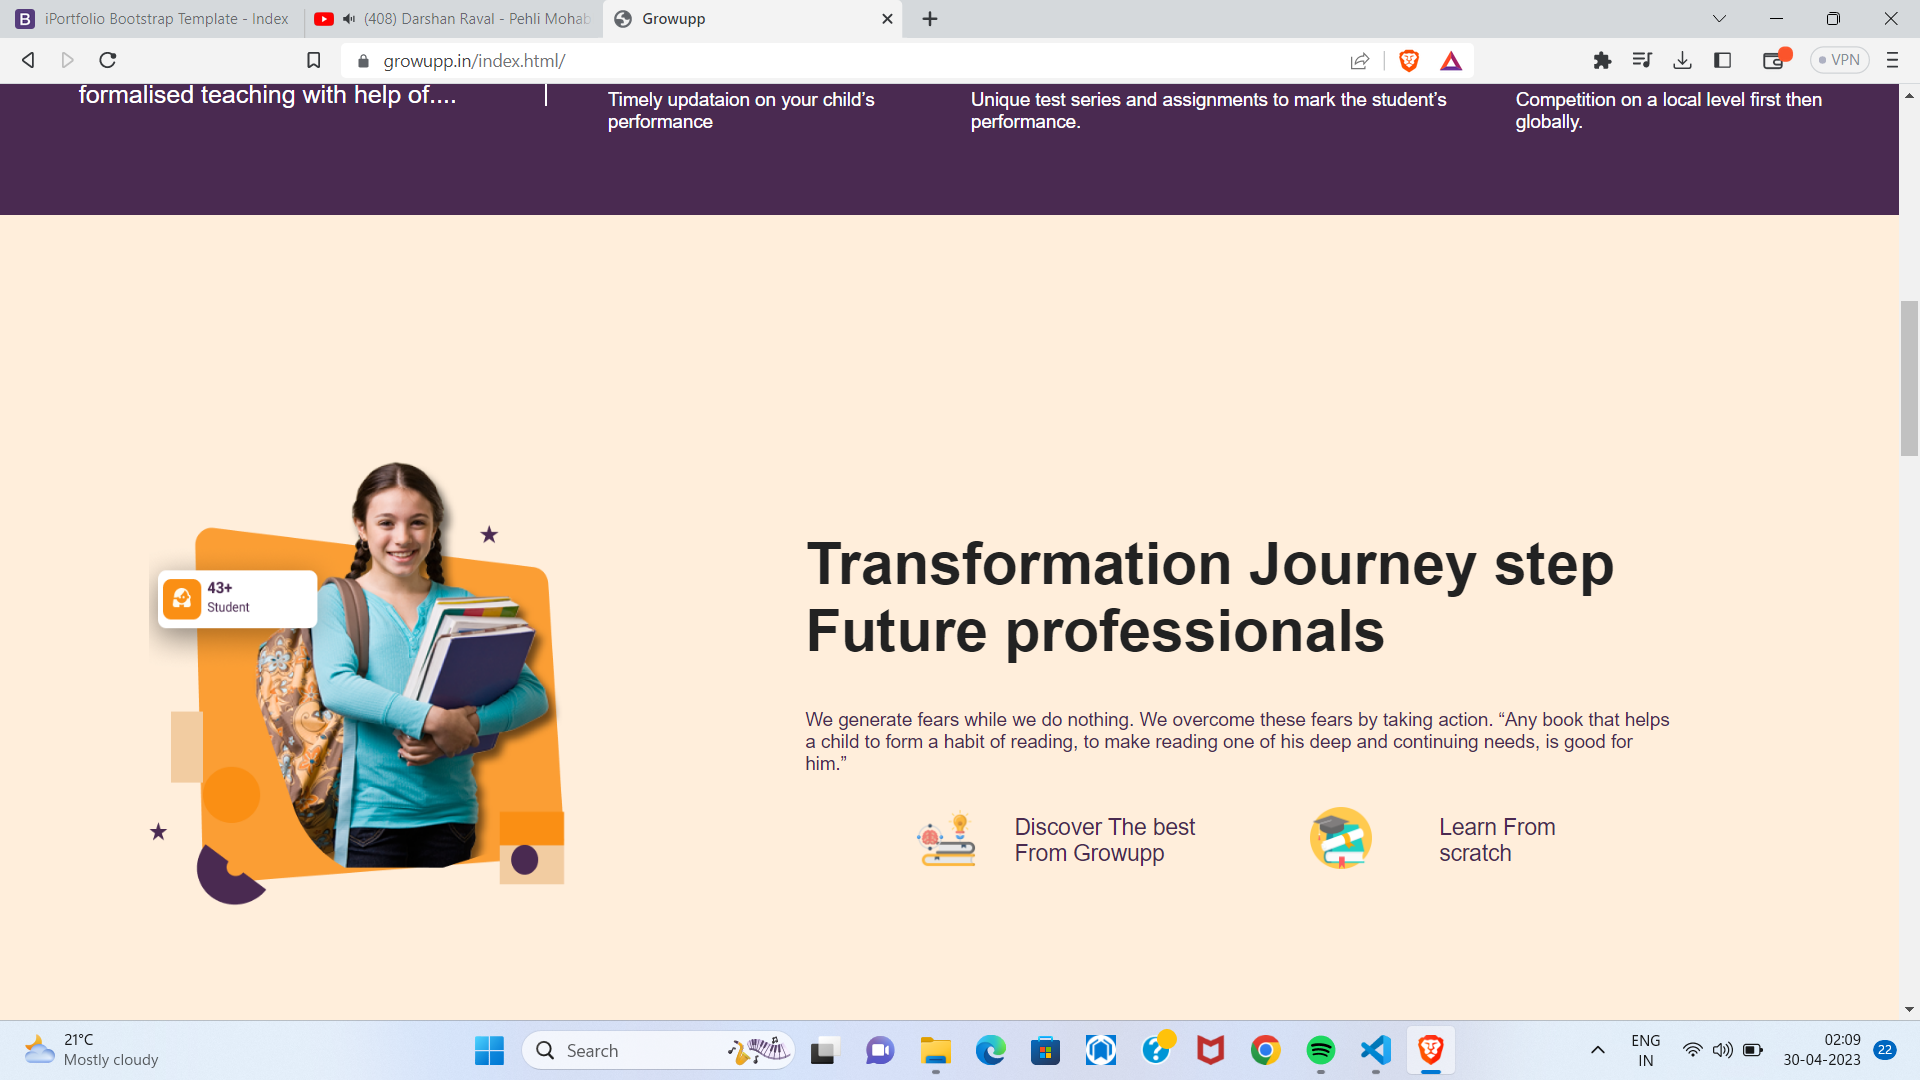 iPortfolio Bootstrap Template - Index
(408) Darshan Raval - Pehli Mohab
Growupp
growupp.in/index.html/
VPN
formalised teaching with help of....
Timely updataion on your child’s
performance
Unique test series and assignments to mark the student’s
performance.
Competition on a local level first then
globally.
43+
Student
Transformation Journey step
Future professionals
We generate fears while we do nothing. We overcome these fears by taking action. “Any book that helps
a child to form a habit of reading, to make reading one of his deep and continuing needs, is good for
him.”
Discover The best
From Growupp
Learn From
scratch
21°C
Mostly cloudy
Search
ENG
IN
02:09
30-04-2023
22